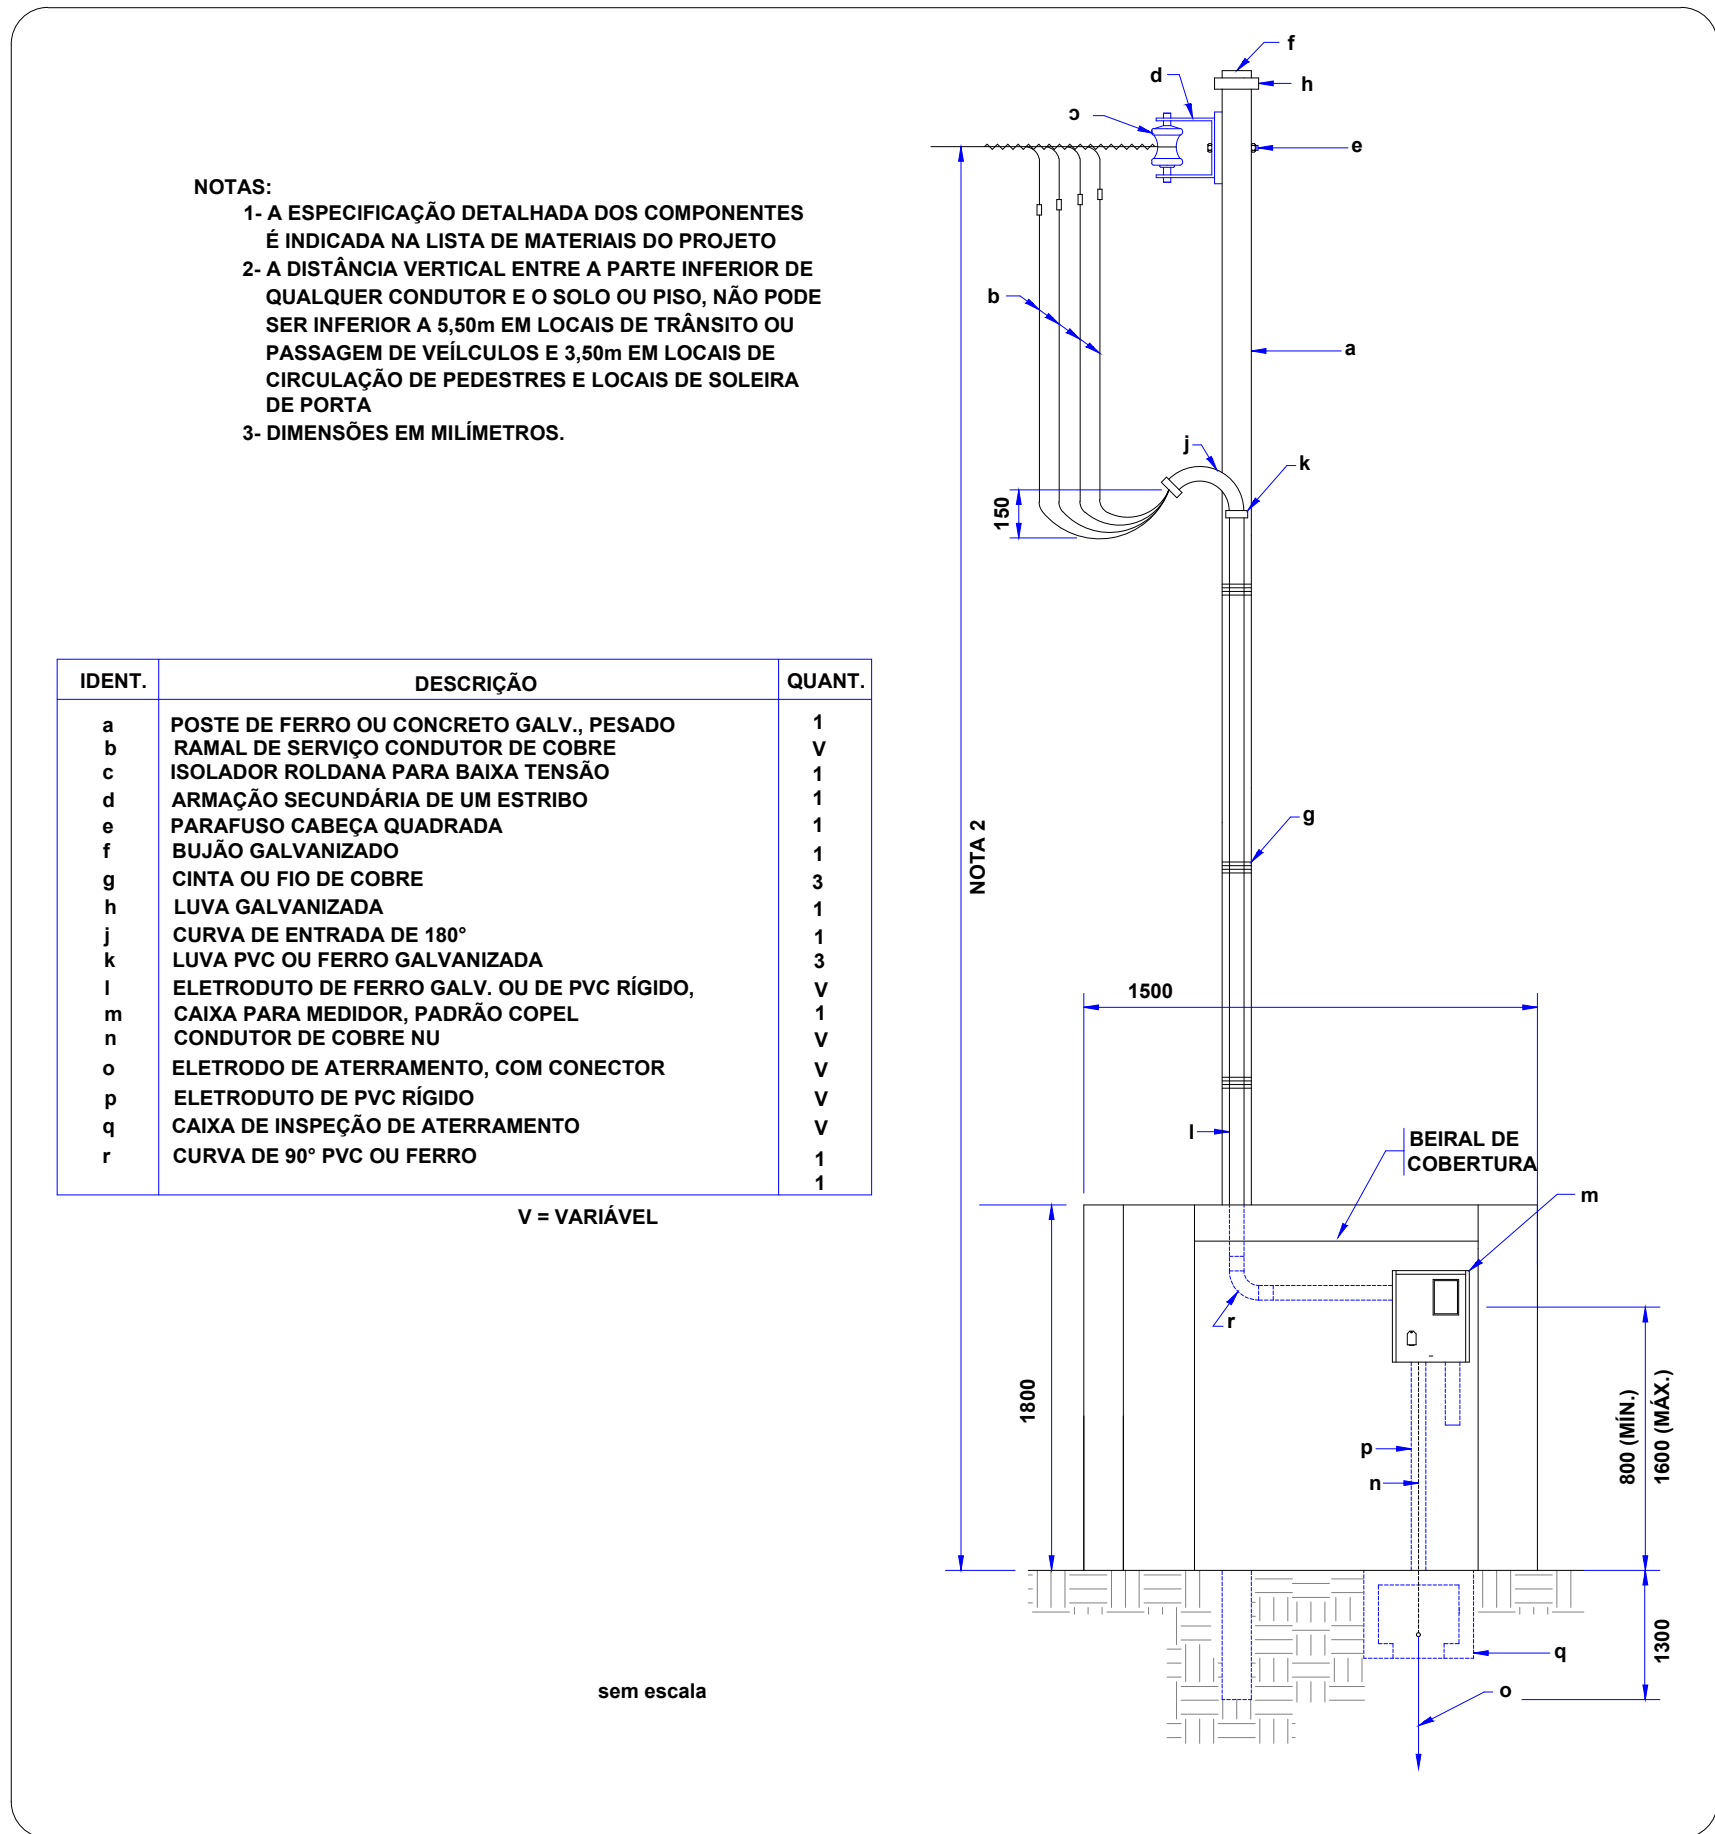 NOTAS:
1- A ESPECIFICAÇÃO DETALHADA DOS COMPONENTES
É INDICADA NA LISTA DE MATERIAIS DO PROJETO
2- A DISTÂNCIA VERTICAL ENTRE A PARTE INFERIOR DE
QUALQUER CONDUTOR E O SOLO OU PISO, NÃO PODE
SER INFERIOR A 5,50m EM LOCAIS DE TRÂNSITO OU
PASSAGEM DE VEÍLCULOS E 3,50m EM LOCAIS DE
CIRCULAÇÃO DE PEDESTRES E LOCAIS DE SOLEIRA
DE PORTA
3- DIMENSÕES EM MILÍMETROS.
IDENT. DESCRIÇÃO QUANT.
a POSTE DE FERRO OU CONCRETO GALV., PESADO 1
b RAMAL DE SERVIÇO CONDUTOR DE COBRE V
c ISOLADOR ROLDANA PARA BAIXA TENSÃO 1
d ARMAÇÃO SECUNDÁRIA DE UM ESTRIBO 1
e PARAFUSO CABEÇA QUADRADA 1
f BUJÃO GALVANIZADO 1
g CINTA OU FIO DE COBRE 3
h LUVA GALVANIZADA 1
j CURVA DE ENTRADA DE 180° 1
k LUVA PVC OU FERRO GALVANIZADA 3
l ELETRODUTO DE FERRO GALV. OU DE PVC RÍGIDO, V
m CAIXA PARA MEDIDOR, PADRÃO COPEL 1
n CONDUTOR DE COBRE NU V
o ELETRODO DE ATERRAMENTO, COM CONECTOR V
p ELETRODUTO DE PVC RÍGIDO V
q CAIXA DE INSPEÇÃO DE ATERRAMENTO V
r CURVA DE 90° PVC OU FERRO 1
1
V = VARIÁVEL
sem escala
f
d
h
c
e
b
a
j
k
150
g
NOTA 2
1500
l
BEIRAL DE
COBERTURA
m
r
1800
800 (MÍN.)
1600 (MÁX.)
p
n
1300
q
o